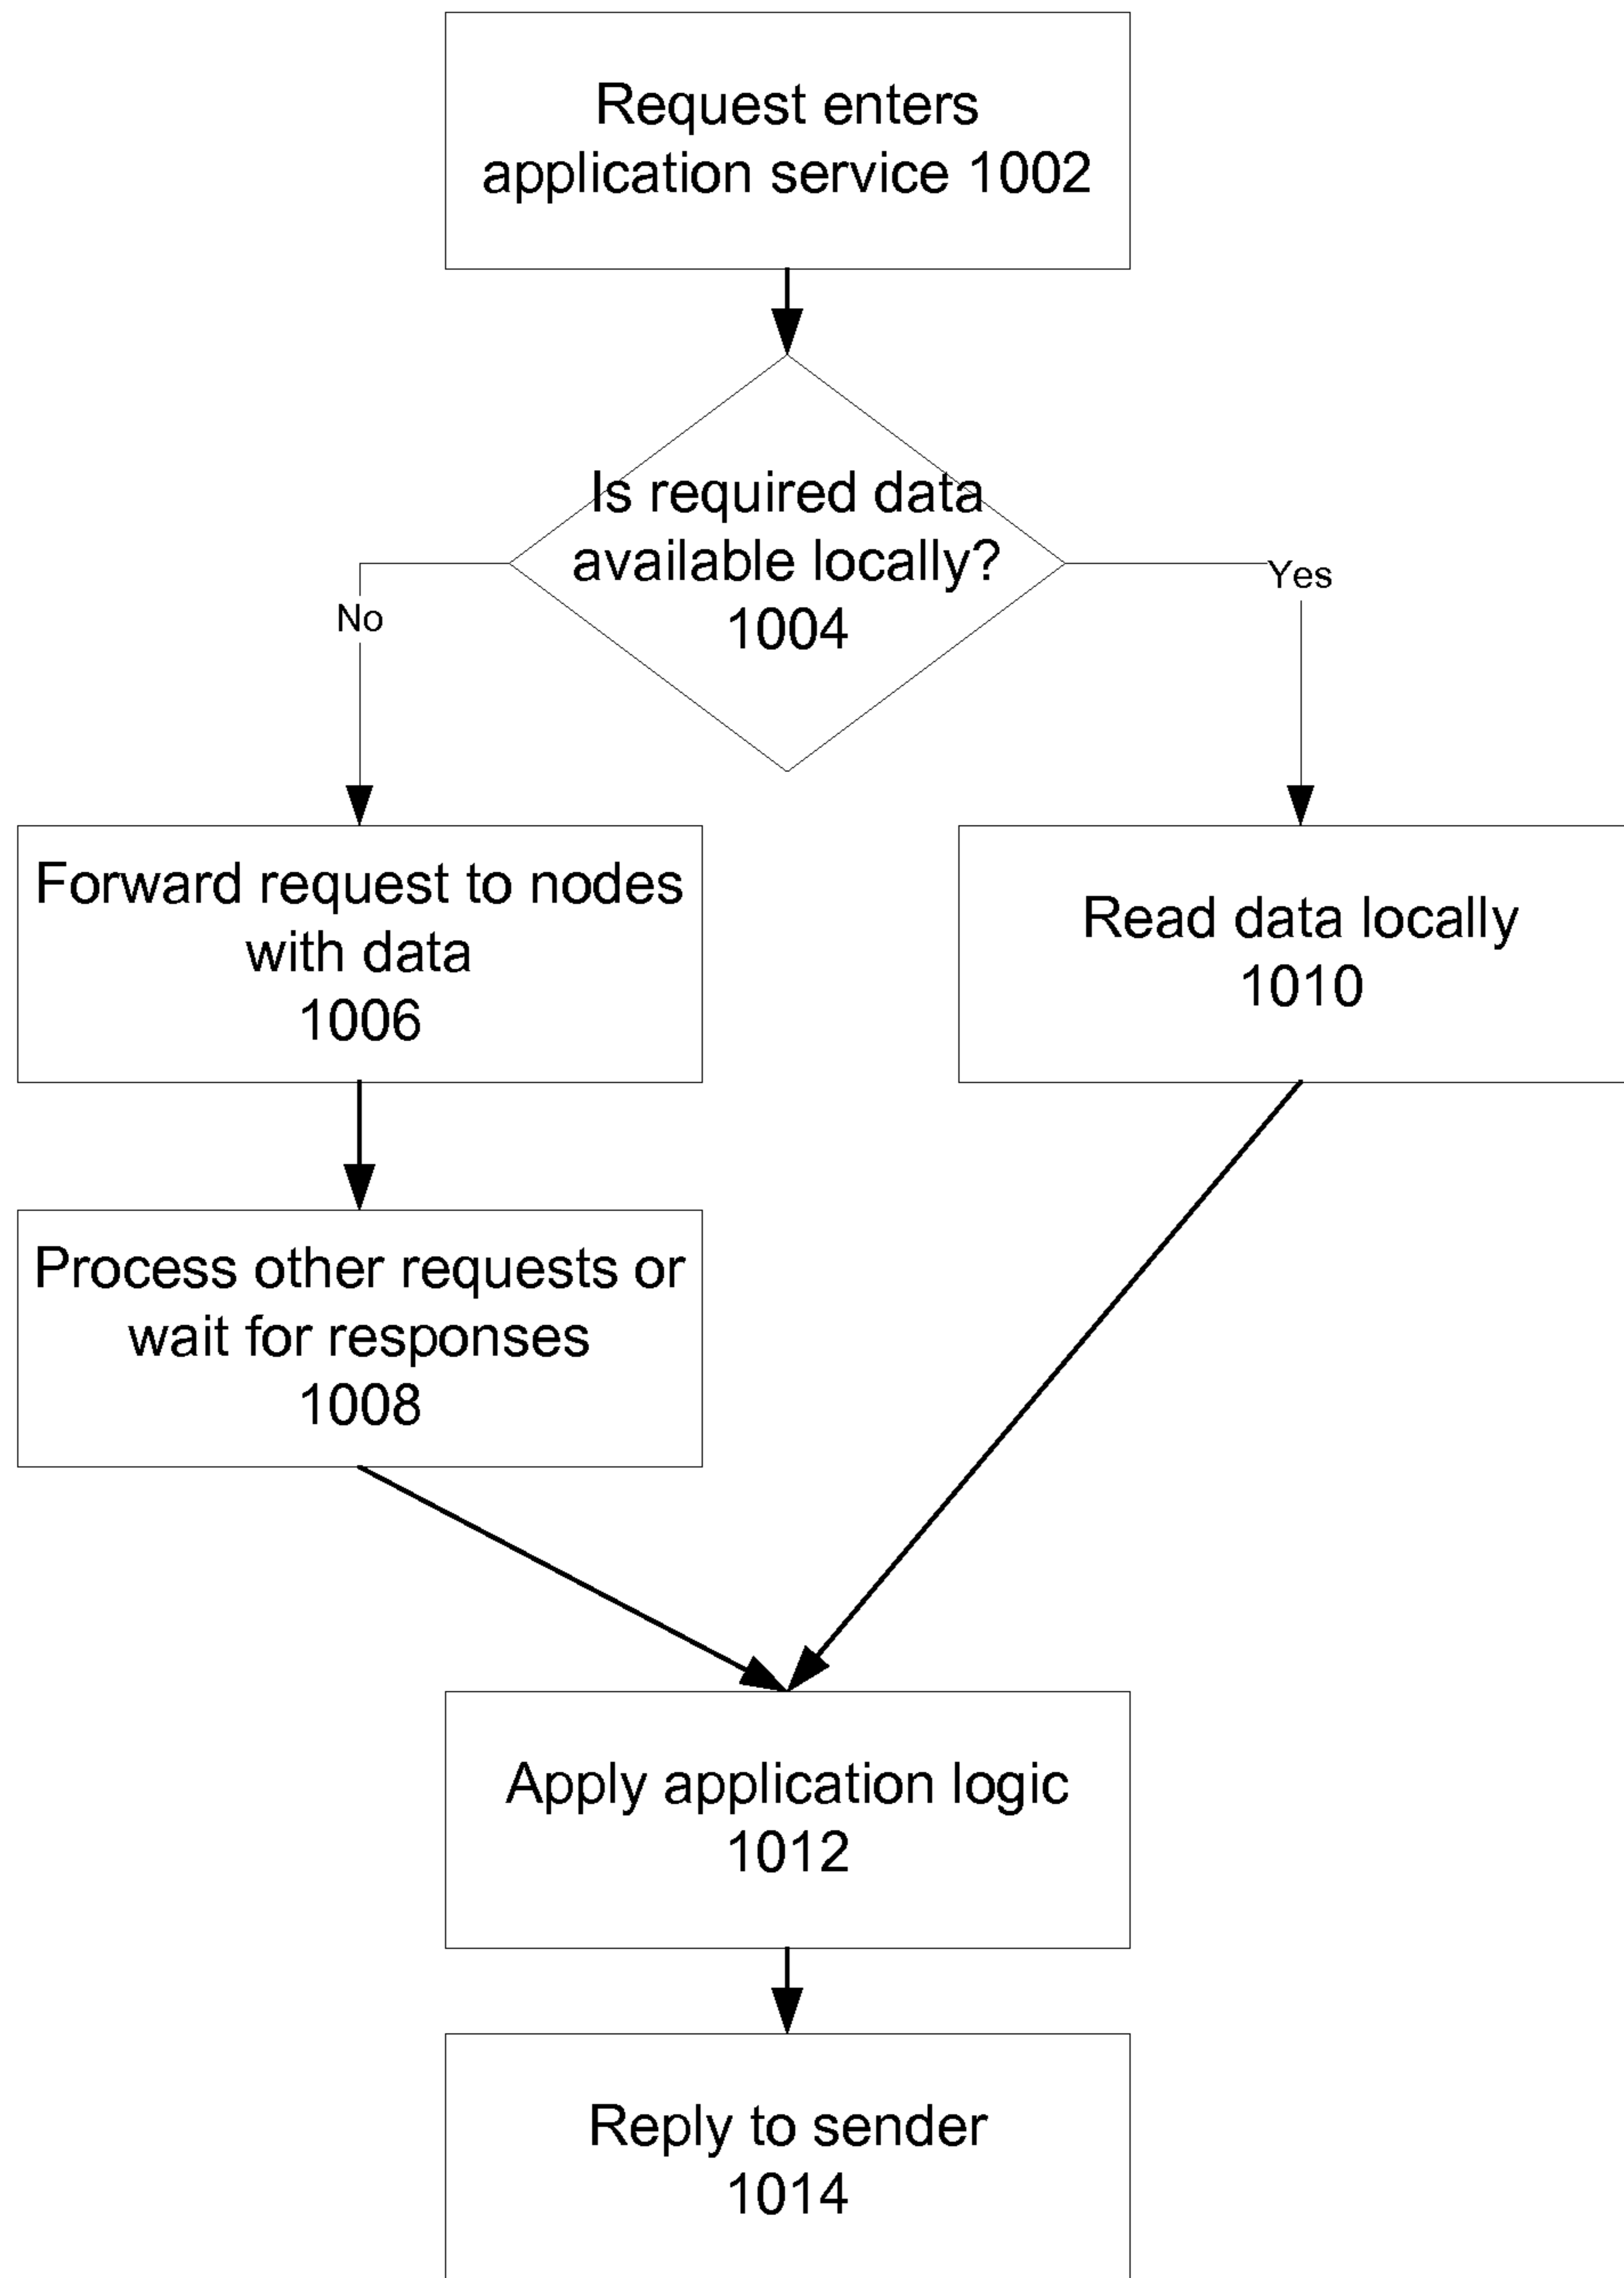 Request enters
application service 1002
Is required data
available locally?
1004
No
Yes
Forward request to nodes
with data
1006
Read data locally
1010
Process other requests or
wait for responses
1008
Apply application logic
1012
Reply to sender
1014